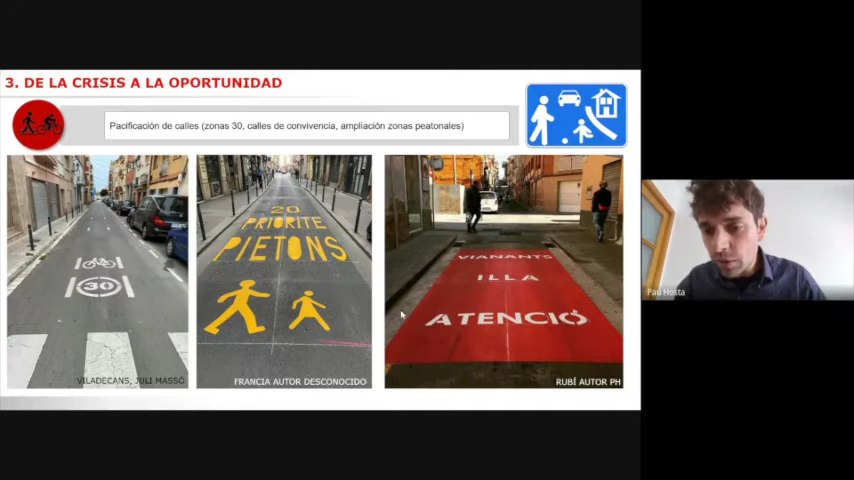 3. DE LA CRISIS A LA OPORTUNIDAD
Pacificación de calles (zonas 30, calles de convivencia, ampliación zonas peatonales)
30
VILADECANS, JULI MASSÓ
20
PRIORITE
PIETONS
FRANCIA AUTOR DESCONOCIDO
VIANANTS
ILLA
ATENCIÓ
RUBÍ AUTOR PH
Pau Hosta